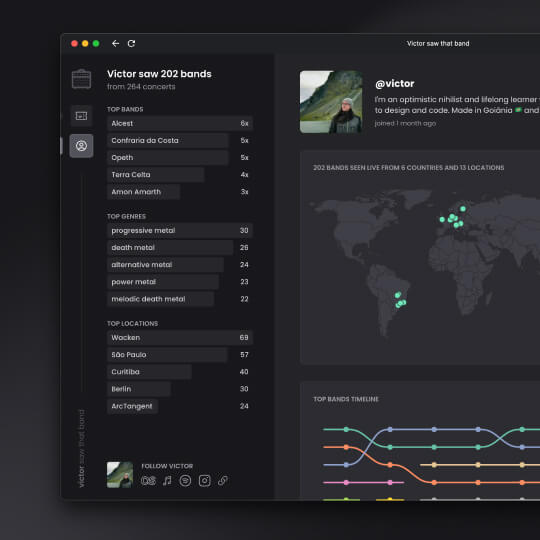 Victor saw that band
Victor saw 202 bands
from 264 concerts
TOP BANDS
Alcest 6x
Confraria da Costa 5x
Opeth 5x
Terra Celta 4x
Amon Amarth 3x
TOP GENRES
progressive metal 30
death metal 26
alternative metal 24
power metal 23
melodic death metal 22
TOP LOCATIONS
Wacken 69
São Paulo 57
Curitiba 40
Berlin 30
ArcTangent 24
victor saw that band
FOLLOW VICTOR
@victor
I'm an optimistic nihilist and lifelong learner
to design and code. Made in Goiânia 🇧🇷 and
joined 1 month ago
202 BANDS SEEN LIVE FROM 6 COUNTRIES AND 13 LOCATIONS
TOP BANDS TIMELINE